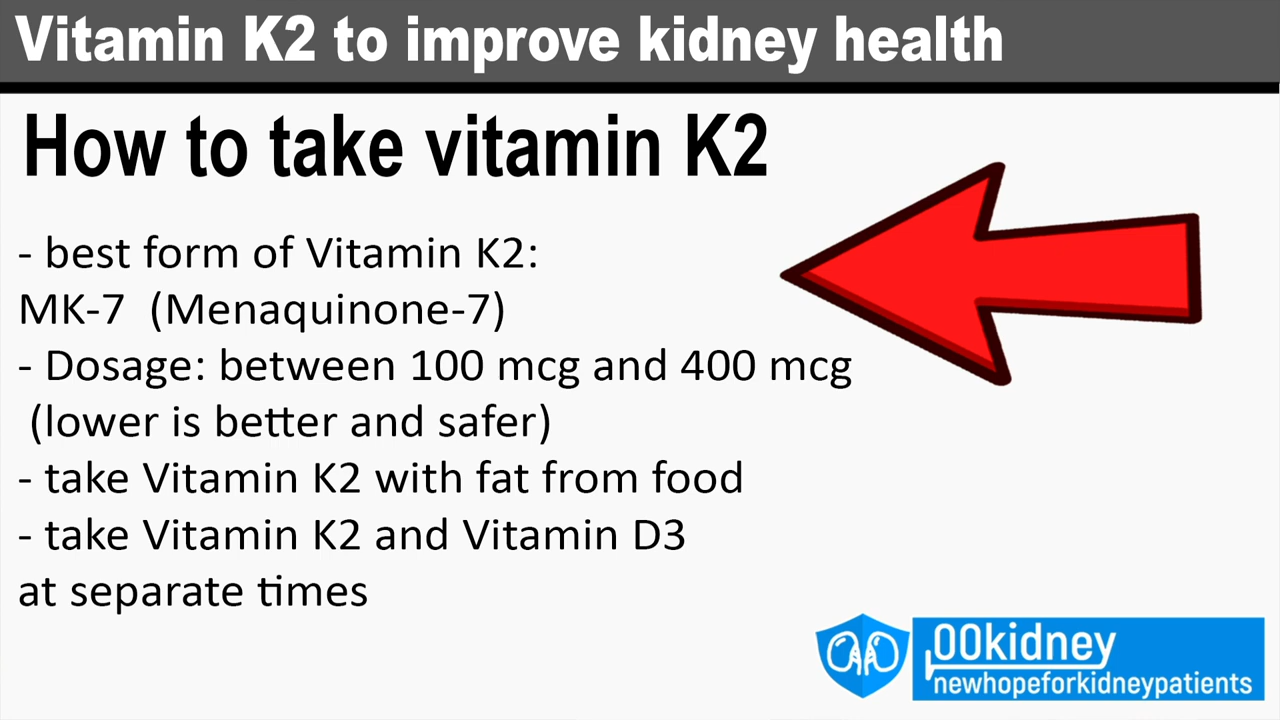 Vitamin K2 to improve kidney health
How to take vitamin K2
- best form of Vitamin K2:
MK-7 (Menaquinone-7)
- Dosage: between 100 mcg and 400 mcg
(lower is better and safer)
- take Vitamin K2 with fat from food
- take Vitamin K2 and Vitamin D3
at separate times
00kidney
newhopeforkidneypatients